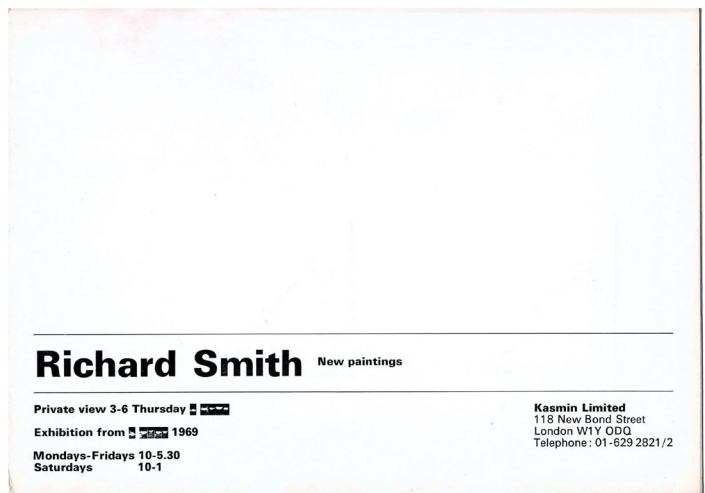 Richard Smith New paintings
Private view 3-6 Thursday
Exhibition from 1969
Mondays-Fridays 10-5.30
Saturdays 10-1
Kasmin Limited
118 New Bond Street
London W1Y ODQ
Telephone: 01-629 2821/2